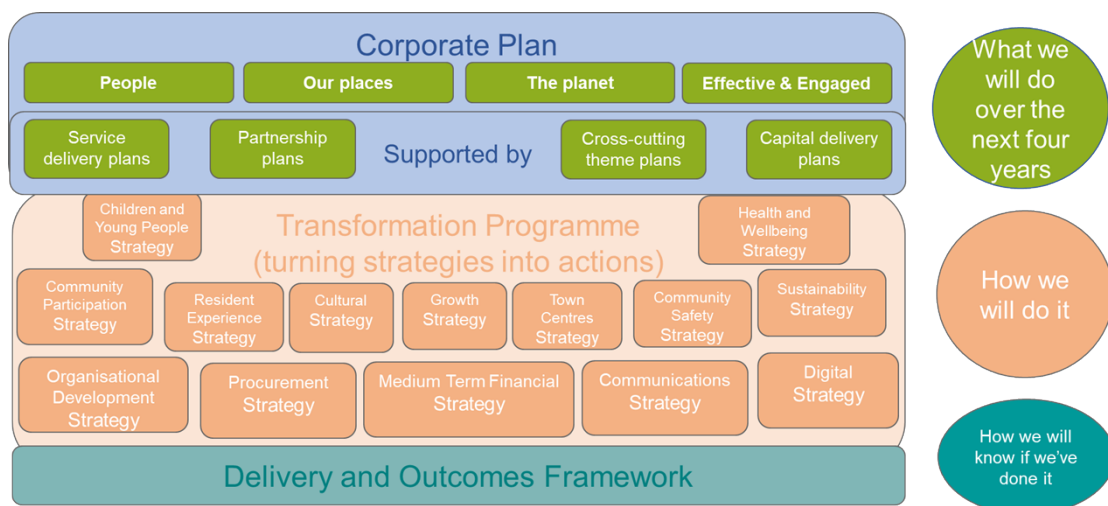 Corporate Plan
People
Our places
The planet
Effective & Engaged
Service
delivery plans
Partnership
plans
Supported by
Cross-cutting
theme plans
Capital delivery
plans
What we
will do
over the
next four
years
Children and
Young People
Strategy
Transformation Programme
(turning strategies into actions)
Health and
Wellbeing
Strategy
Community
Participation
Strategy
Resident
Experience
Strategy
Cultural
Strategy
Growth
Strategy
Town
Centres
Strategy
Community
Safety
Strategy
Sustainability
Strategy
How we
will do it
Organisational
Development
Strategy
Procurement
Strategy
Medium Term Financial
Strategy
Communications
Strategy
Digital
Strategy
Delivery and Outcomes Framework
How we will
know if we've
done it